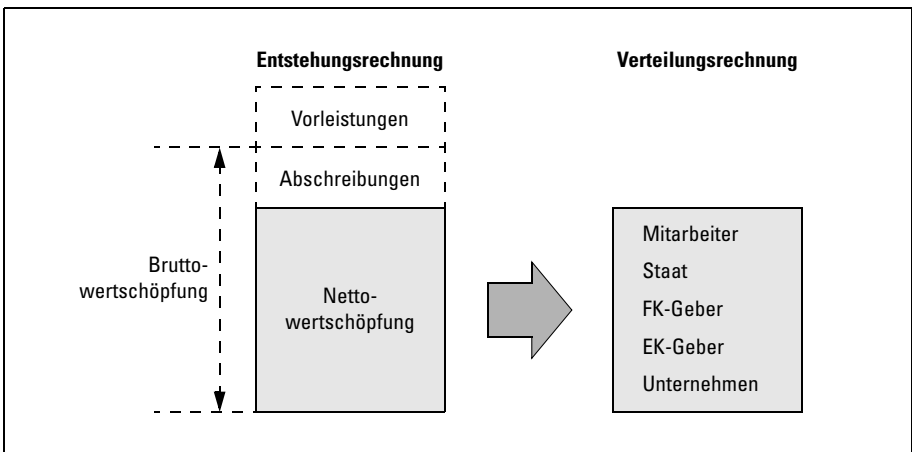 Entstehungsrechnung
Vorleistungen
Abschreibungen
Brutto-
wertschöpfung
Netto-
wertschöpfung
Verteilungsrechnung
Mitarbeiter
Staat
FK-Geber
EK-Geber
Unternehmen